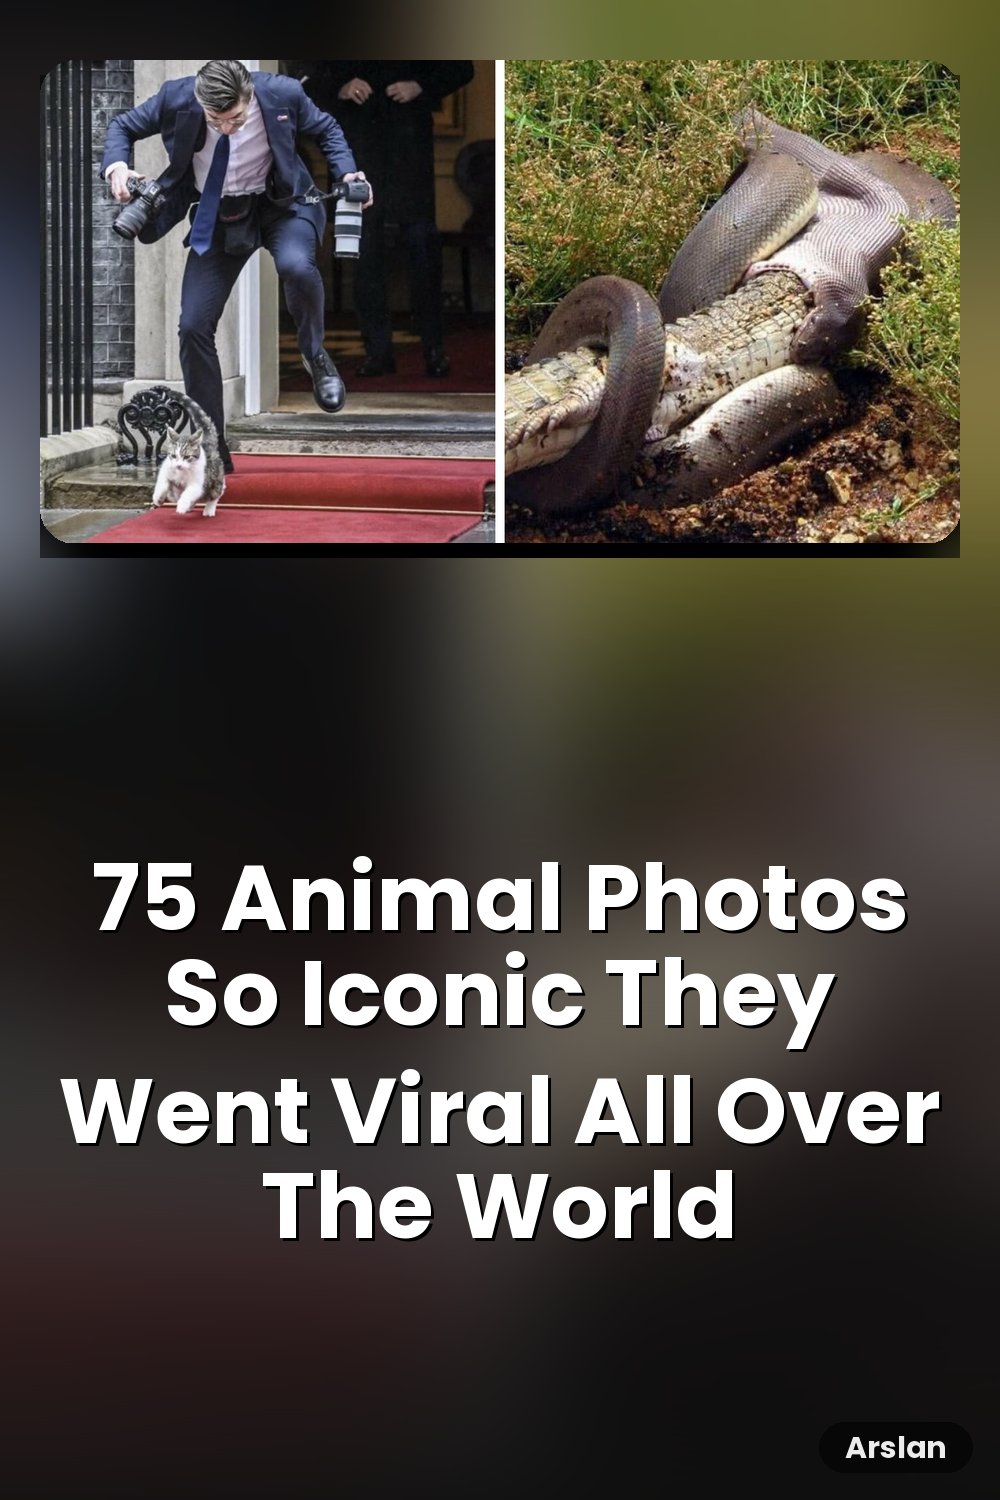 75 Animal Photos
So Iconic They
Went Viral All Over
The World
Arslan